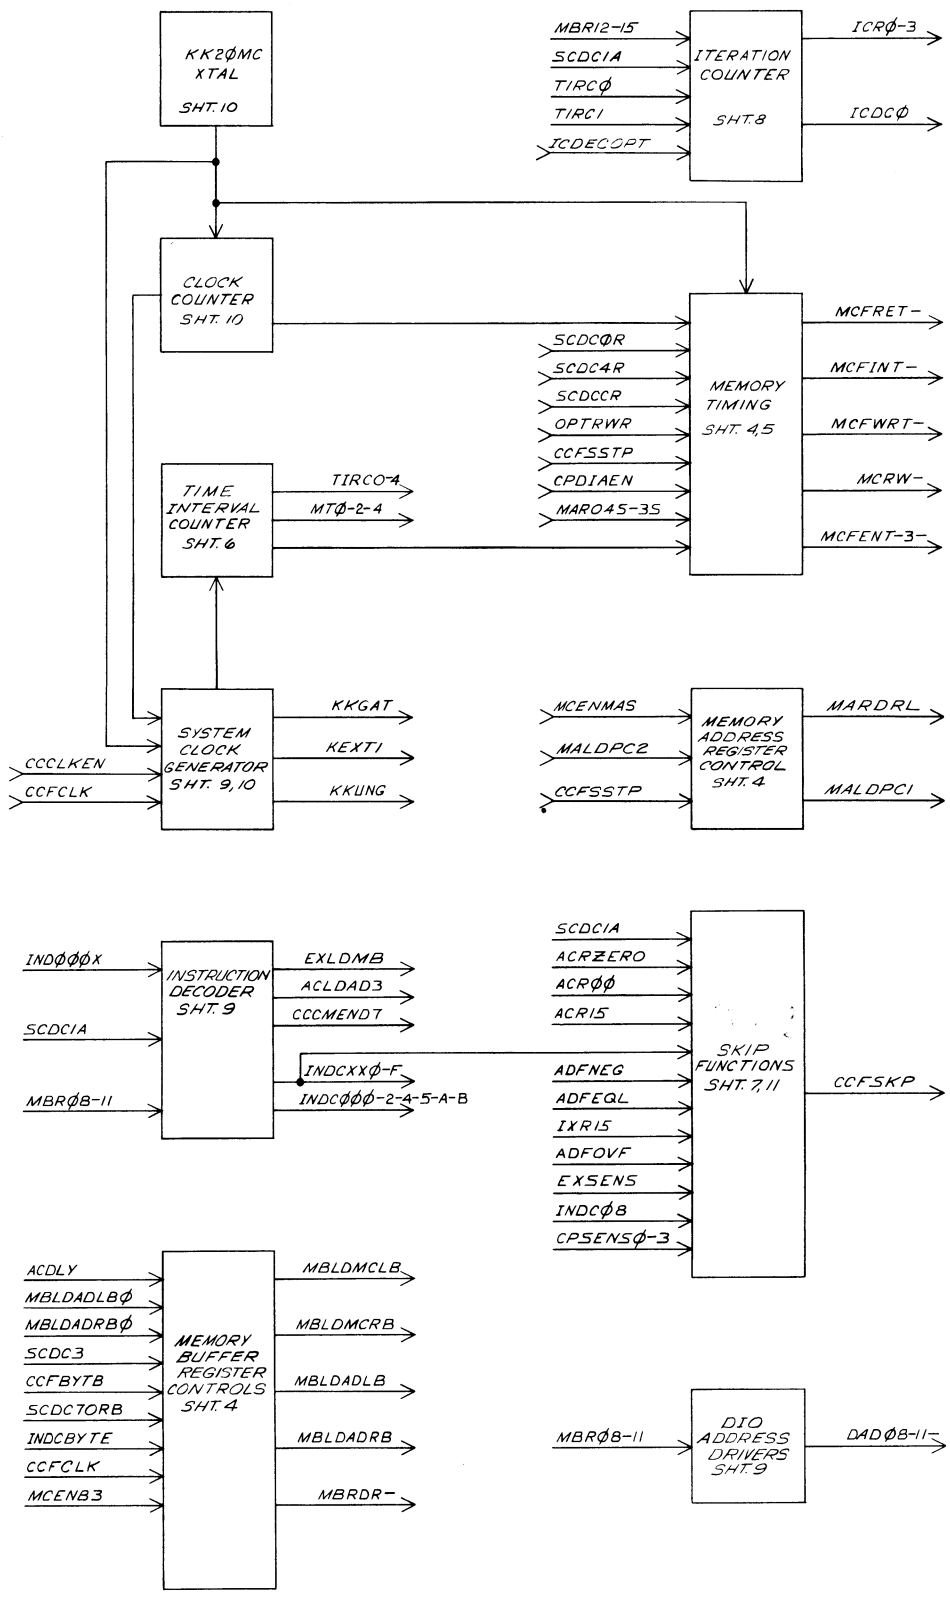 KK2ØMC
XTAL
SHT.10
MBR12-15
SCDC1A
TIRCØ
TIRC1
ICDECOPT
ITERATION
COUNTER
SHT.8
ICRØ-3
ICDCØ
CLOCK
COUNTER
SHT.10
SCDCØR
SCDC4R
SCDCCR
OPTRWR
CCFSSTP
CPDIAEN
MARO4S-3S
MEMORY
TIMING
SHT. 4,5
MCFRET-
MCFINT-
MCFWRT-
MCRW-
MCFENT-3-
TIME
INTERVAL
COUNTER
SHT.6
TIRCO-4
MTØ-2-4
CCCLKEN
CCFCLK
SYSTEM
CLOCK
GENERATOR
SHT. 9,10
KKGAT
KEXT1
KKUNG
MCENMAS
MALDPC2
CCFSSTP
MEMORY
ADDRESS
REGISTER
CONTROL
SHT.4
MARDRL
MALDPC1
INDØØØX
SCDC1A
MBRØ8-11
INSTRUCTION
DECODER
SHT.9
EXLDMB
ACLDAD3
CCCMEND7
INDCXXØ-F
INDCØØØ-2-4-5-A-B
SCDC1A
ACRZERO
ACRØØ
ACR15
ADFNEG
ADFEQL
IXR15
ADFOVF
EXSENS
INDCØ8
CPSENSØ-3
SKIP
FUNCTIONS
SHT.7,11
CCFSKP
ACDLY
MBLDADLBØ
MBLDADRBØ
SCDC3
CCFBYTB
SCDC7ORB
INDCBYTE
CCFCLK
MCENB3
MEMORY
BUFFER
REGISTER
CONTROLS
SHT.4
MBLDMCLB
MBLDMCRB
MBLDADLB
MBLDADRB
MBRDR-
MBRØ8-11
DIO
ADDRESS
DRIVERS
SHT.9
DADØ8-11-